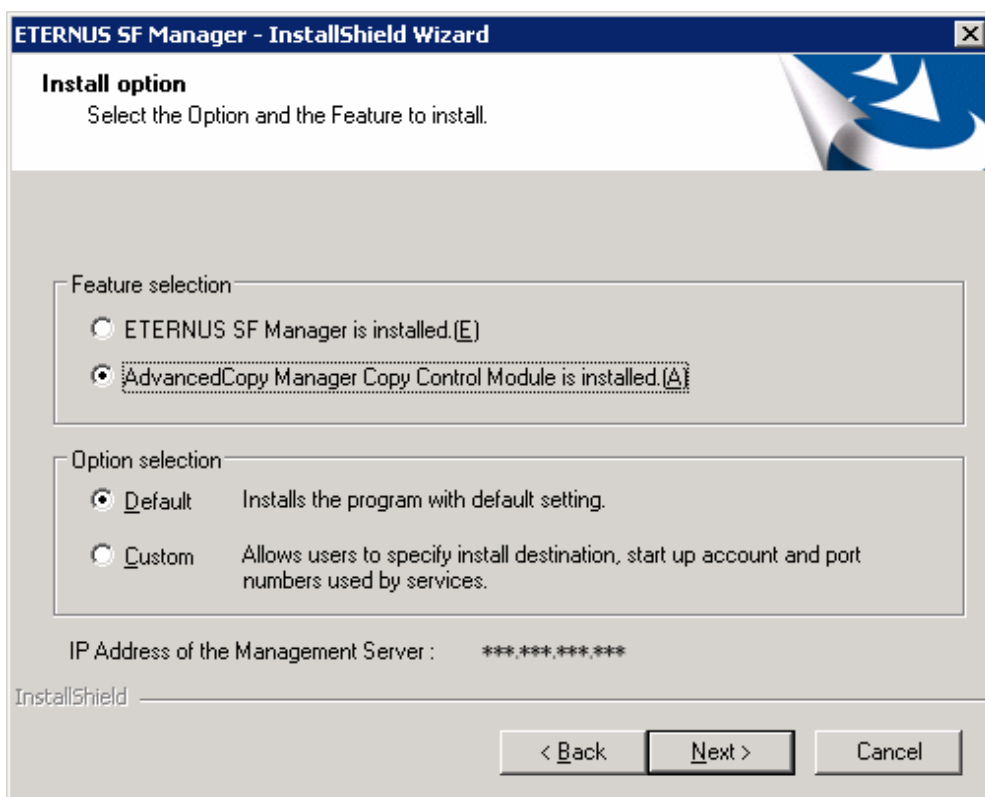 ETERNUS SF Manager - InstallShield Wizard
Install option
Select the Option and the Feature to install.
Feature selection
ETERNUS SF Manager is installed.(E)
AdvancedCopy Manager Copy Control Module is installed.(A)
Option selection
Default Installs the program with default setting.
Custom Allows users to specify install destination, start up account and port
numbers used by services.
IP Address of the Management Server : ***.***.***.***
InstallShield
< Back Next > Cancel